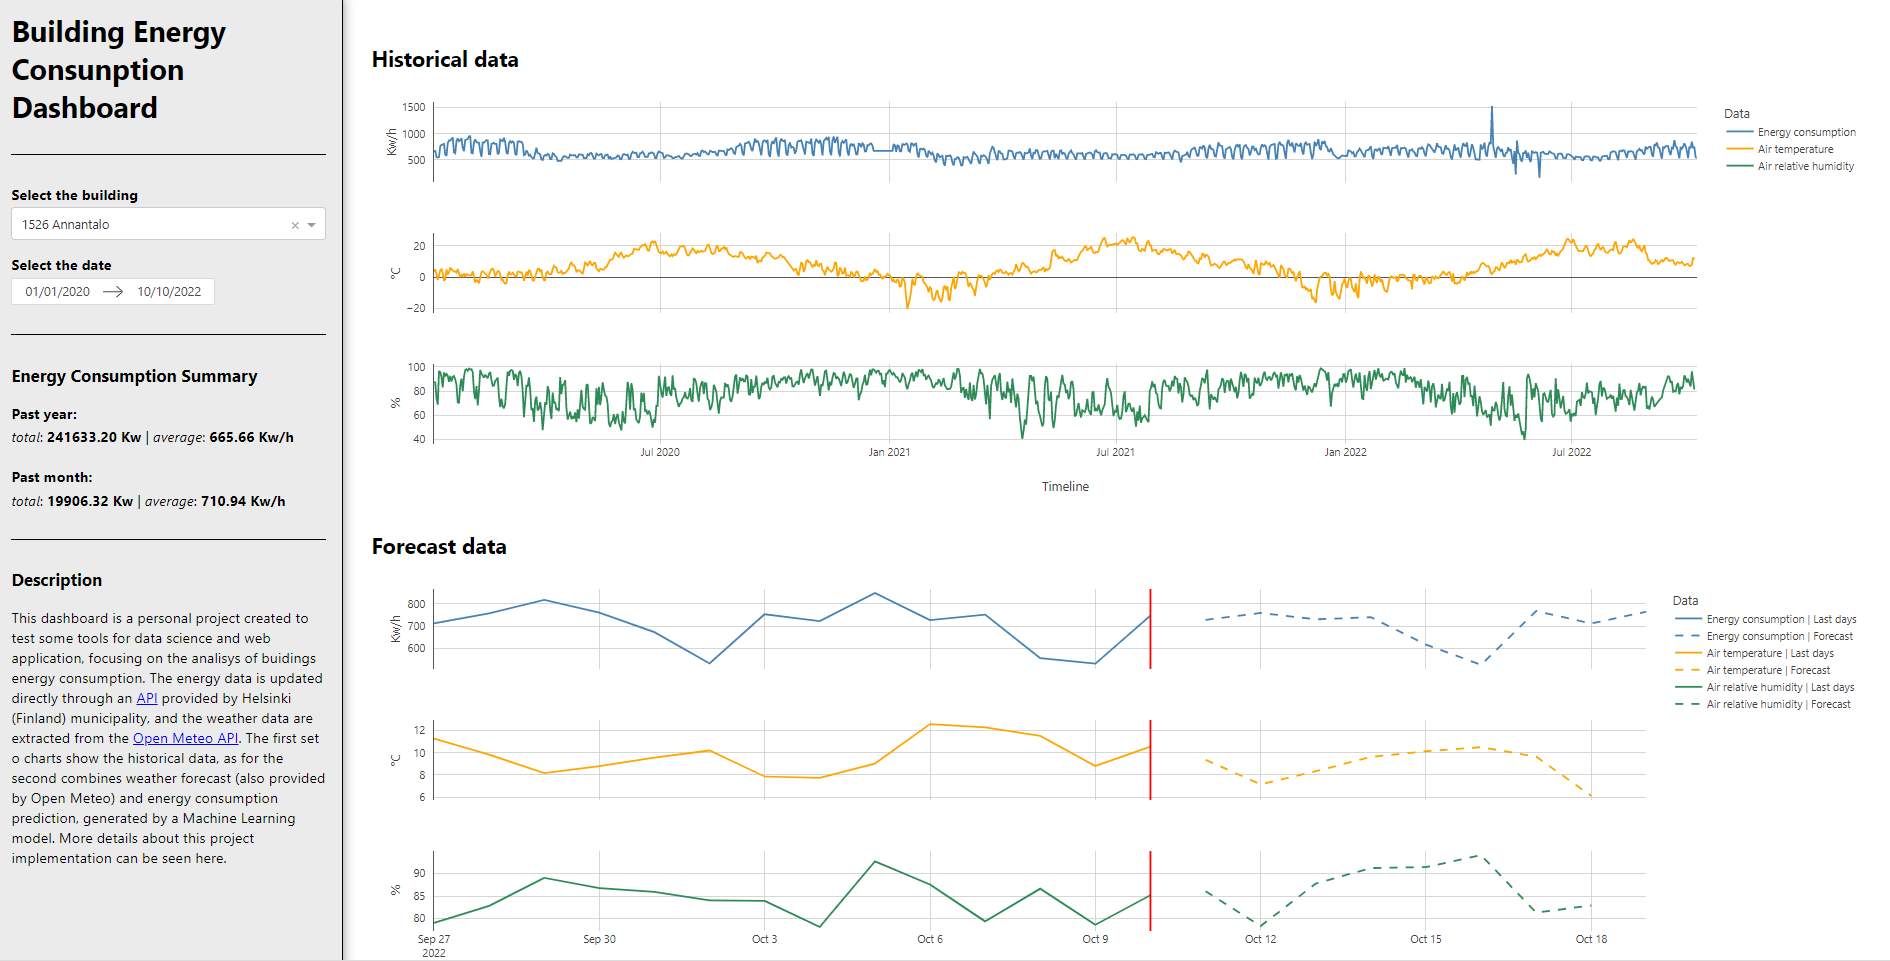 Building Energy
Consunption
Dashboard
Select the building
1526 Annantalo
×
Select the date
01/01/2020 → 10/10/2022
Energy Consumption Summary
Past year:
total: 241633.20 Kw | average: 665.66 Kw/h
Past month:
total: 19906.32 Kw | average: 710.94 Kw/h
Description
This dashboard is a personal project created to
test some tools for data science and web
application, focusing on the analisys of buidings
energy consumption. The energy data is updated
directly through an API provided by Helsinki
(Finland) municipality, and the weather data are
extracted from the Open Meteo API. The first set
o charts show the historical data, as for the
second combines weather forecast (also provided
by Open Meteo) and energy consumption
prediction, generated by a Machine Learning
model. More details about this project
implementation can be seen here.
Historical data
Kw/h
1500
1000
500
°C
20
0
−20
%
100
80
60
40
Jul 2020
Jan 2021
Jul 2021
Jan 2022
Jul 2022
Timeline
Data
Energy consumption
Air temperature
Air relative humidity
Forecast data
Kw/h
800
700
600
°C
12
10
8
6
%
90
85
80
Sep 27
2022
Sep 30
Oct 3
Oct 6
Oct 9
Oct 12
Oct 15
Oct 18
Data
Energy consumption | Last days
Energy consumption | Forecast
Air temperature | Last days
Air temperature | Forecast
Air relative humidity | Last days
Air relative humidity | Forecast